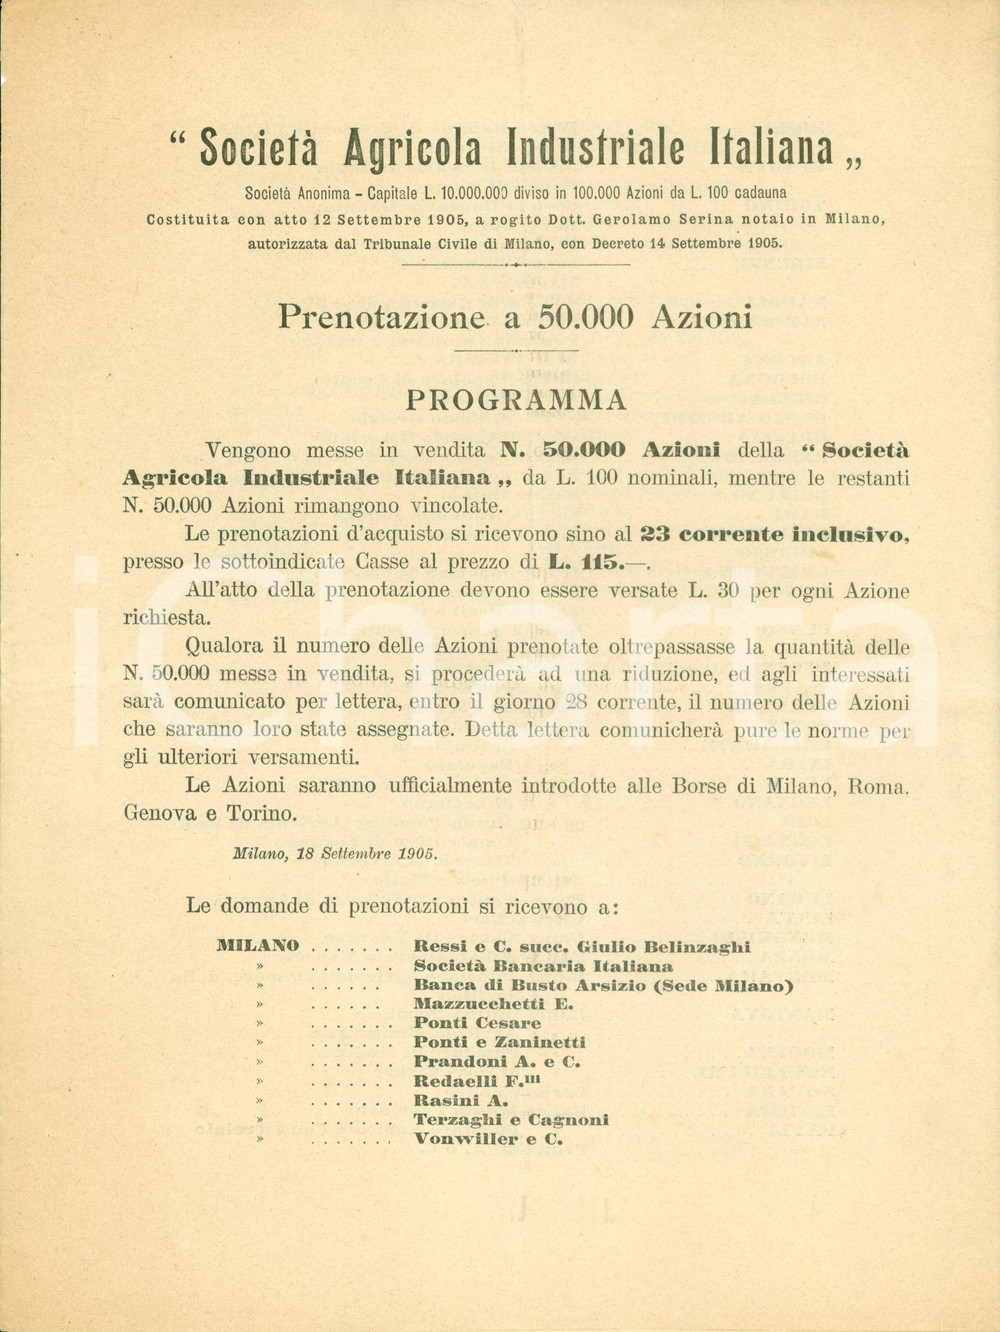 “ Società Agricola Industriale Italiana „
Società Anonima – Capitale L. 10.000.000 diviso in 100.000 Azioni da L. 100 cadauna
Costituita con atto 12 Settembre 1905, a rogito Dott. Gerolamo Serina notaio in Milano,
autorizzata dal Tribunale Civile di Milano, con Decreto 14 Settembre 1905.
Prenotazione a 50.000 Azioni
PROGRAMMA
Vengono messe in vendita N. 50.000 Azioni della “ Società
Agricola Industriale Italiana „ da L. 100 nominali, mentre le restanti
N. 50.000 Azioni rimangono vincolate.
Le prenotazioni d'acquisto si ricevono sino al 23 corrente inclusivo,
presso le sottoindicate Casse al prezzo di L. 115.—.
All'atto della prenotazione devono essere versate L. 30 per ogni Azione
richiesta.
Qualora il numero delle Azioni prenotate oltrepassasse la quantità delle
N. 50.000 messe in vendita, si procederà ad una riduzione, ed agli interessati
sarà comunicato per lettera, entro il giorno 28 corrente, il numero delle Azioni
che saranno loro state assegnate. Detta lettera comunicherà pure le norme per
gli ulteriori versamenti.
Le Azioni saranno ufficialmente introdotte alle Borse di Milano, Roma.
Genova e Torino.
Milano, 18 Settembre 1905.
Le domande di prenotazioni si ricevono a:
MILANO . . . . . . . Ressi e C. succ. Giulio Belinzaghi
» . . . . . . . Società Bancaria Italiana
» . . . . . . Banca di Busto Arsizio (Sede Milano)
» . . . . . . Mazzucchetti E.
» . . . . . . . Ponti Cesare
» . . . . . . . Ponti e Zaninetti
» . . . . . . . Prandoni A. e C.
» . . . . . . . Redaelli F.lli
» . . . . . . . Rasini A.
» . . . . . . . Terzaghi e Cagnoni
» . . . . . . . Vonwiller e C.